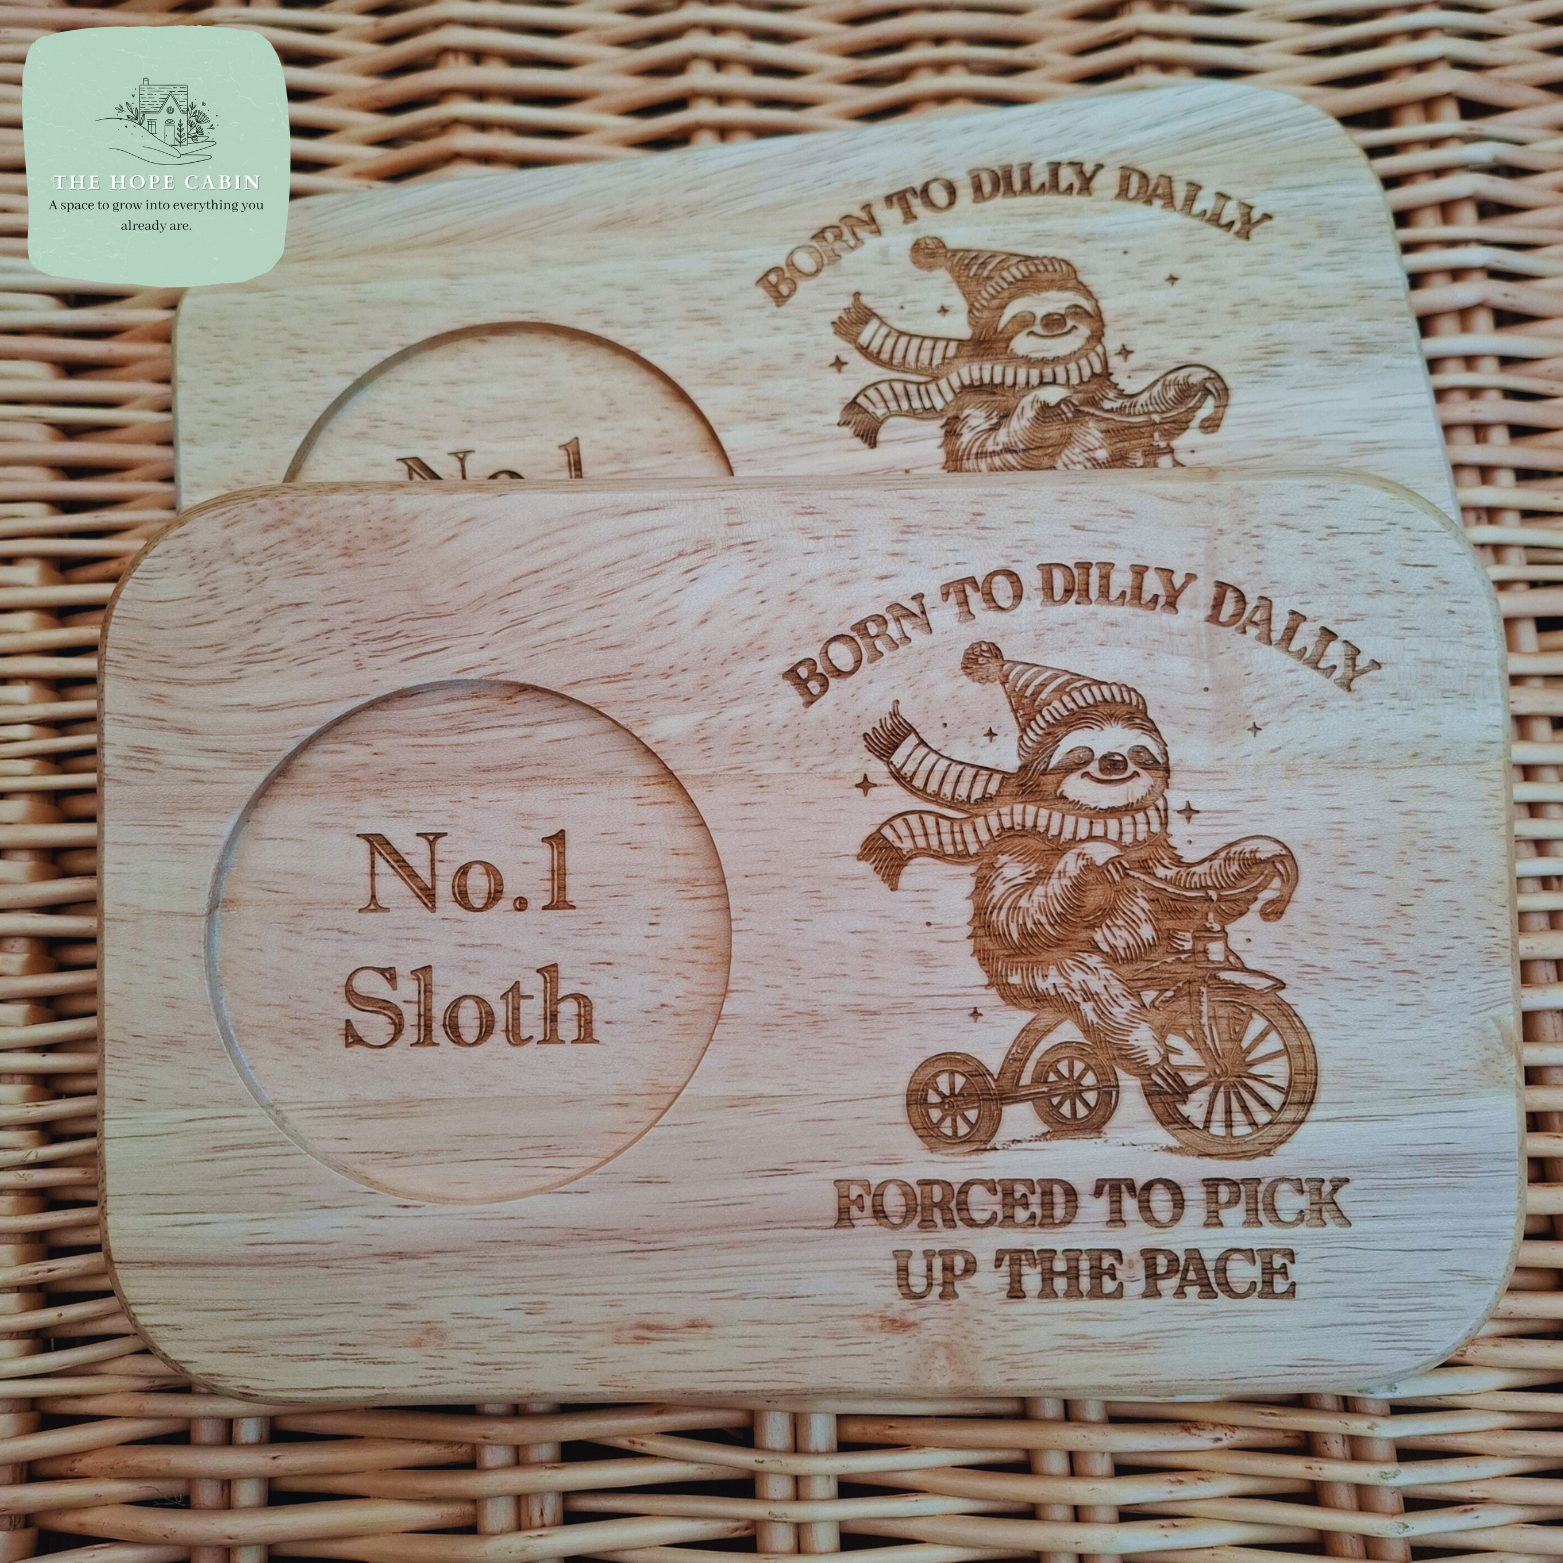 THE HOPE CABIN
A space to grow into everything you
already are.
BORN TO DILLY DALLY
No.1
BORN TO DILLY DALLY
No.1
Sloth
FORCED TO PICK
UP THE PACE